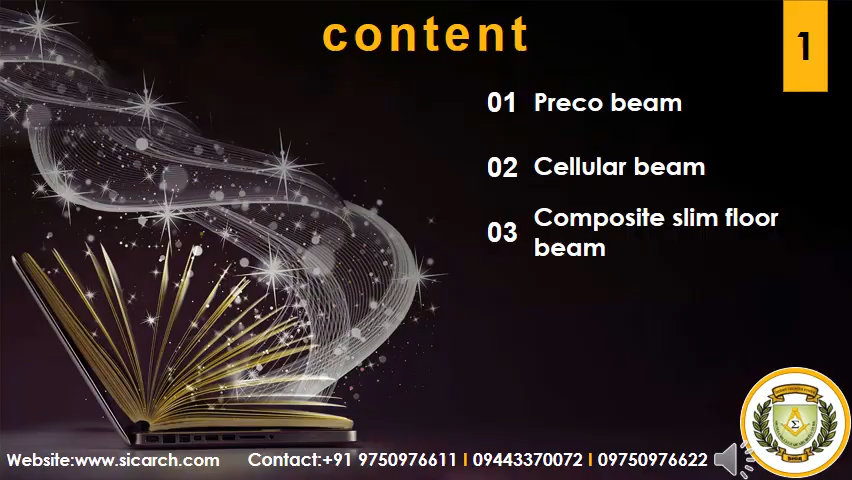 content
1
01 Preco beam
02 Cellular beam
03 Composite slim floor
beam
Website:www.sicarch.com Contact:+91 9750976611 I 09443370072 I 09750976622
Σ